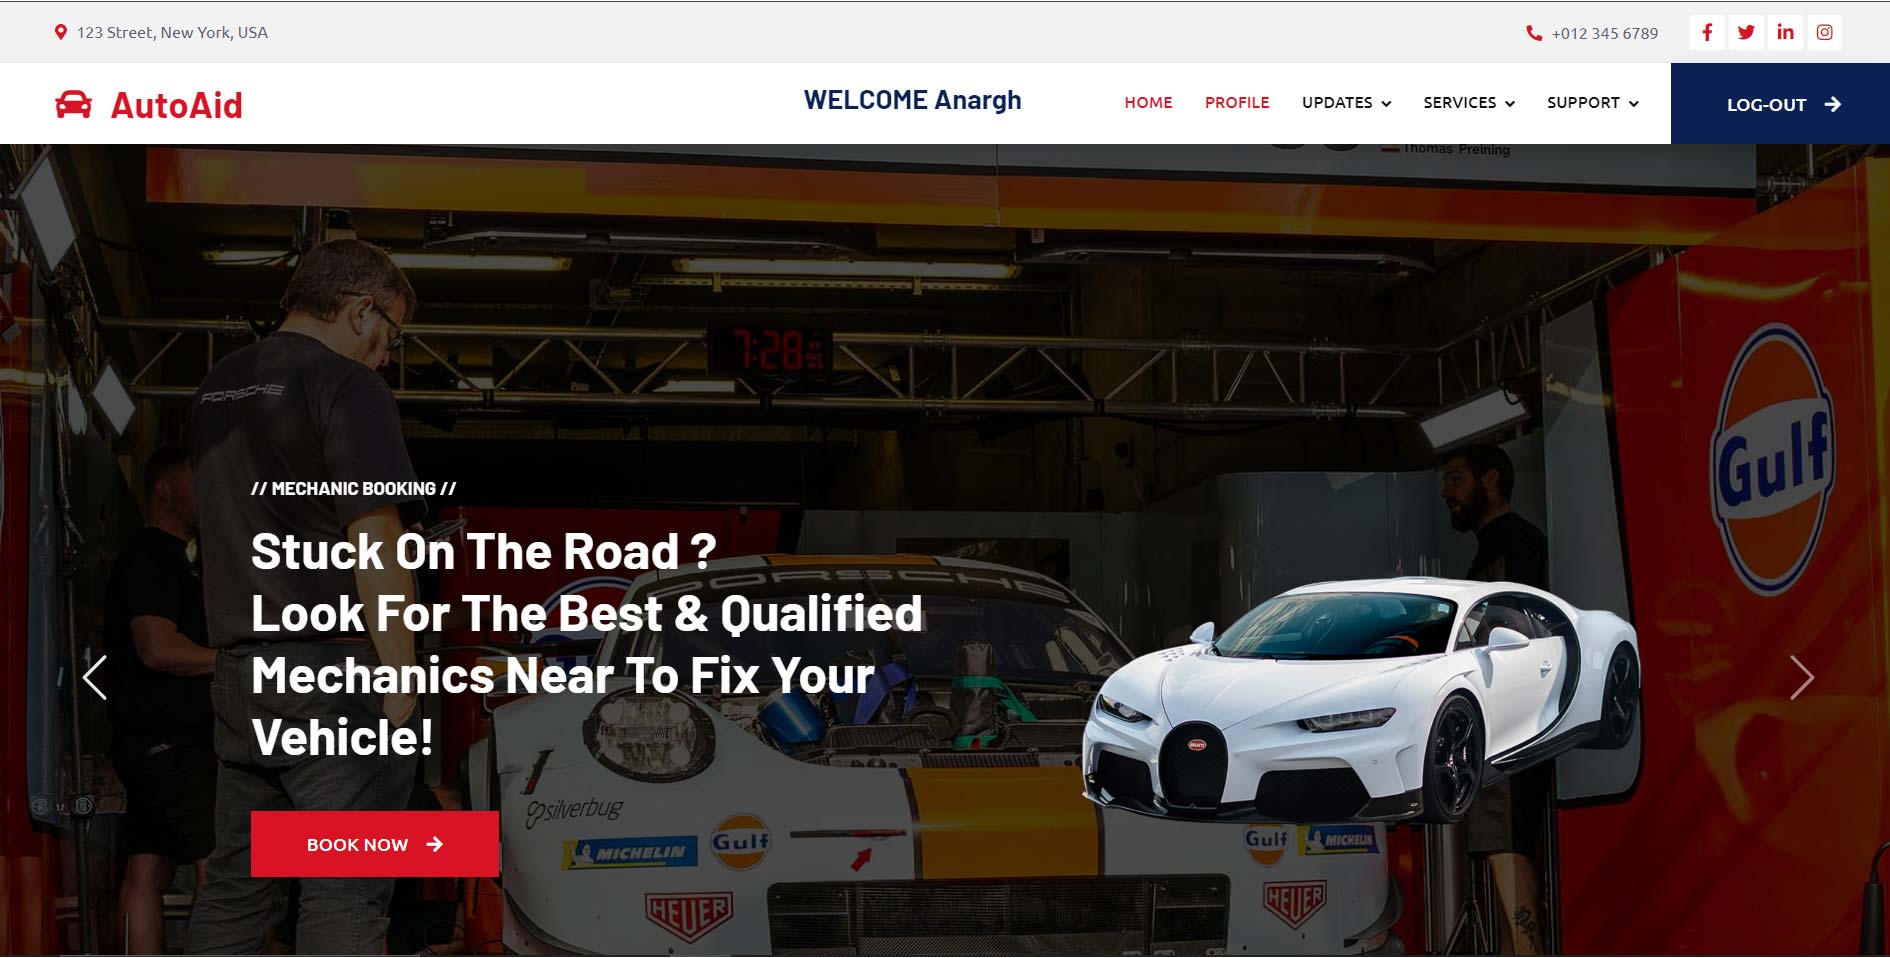 123 Street, New York, USA
+012 345 6789
AutoAid
WELCOME Anargh
HOME
PROFILE
UPDATES
SERVICES
SUPPORT
LOG-OUT
Thomas Preining
7:28
PORSCHE
Gulf
// MECHANIC BOOKING //
Stuck On The Road ?
Look For The Best & Qualified
Mechanics Near To Fix Your
Vehicle!
PORSCHE
silverbug
BOOK NOW
MICHELIN
Gulf
Gulf
MICHELIN
HEUER
HEUER